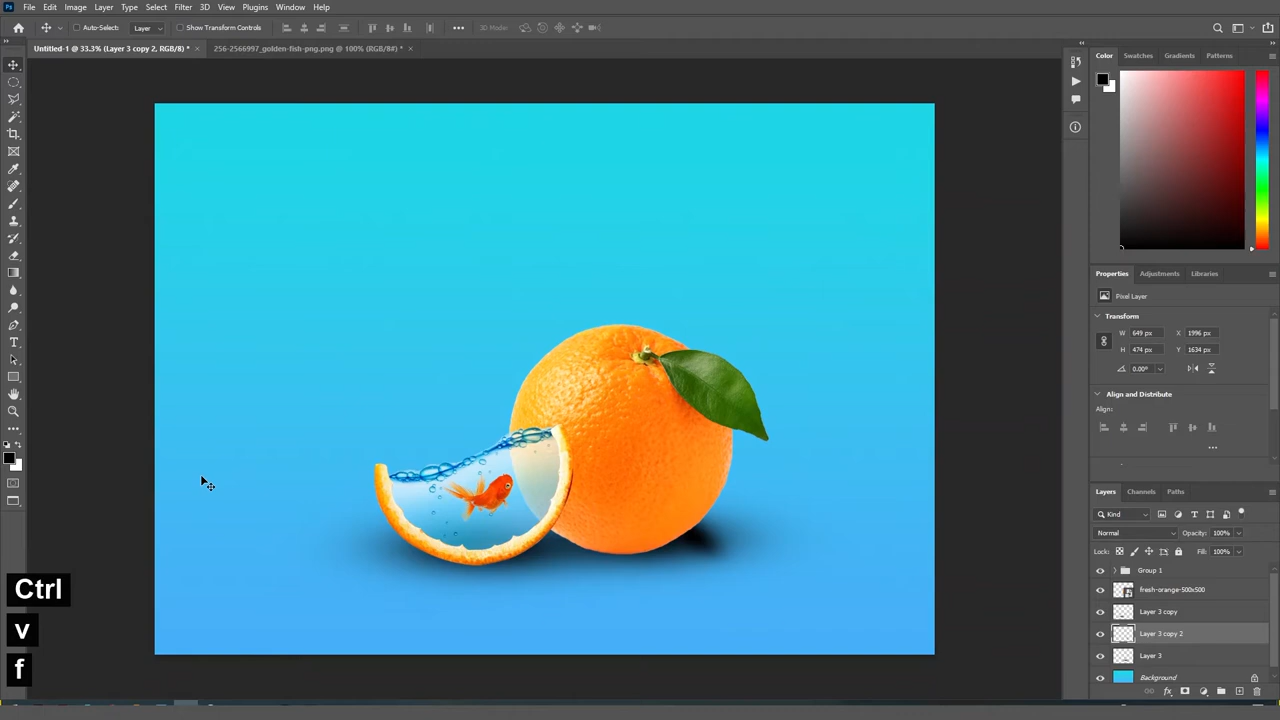 Ps File Edit Image Layer Type Select Filter 3D View Plugins Window Help
Auto-Select: Layer Show Transform Controls 3D Mode:
Untitled-1 @ 33.3% (Layer 3 copy 2, RGB/8) * × 256-2566997_golden-fish-png.png @ 100% (RGB/8#) * ×
Color Swatches Gradients Patterns
Properties Adjustments Libraries
Pixel Layer
Transform
W 649 px X 1996 px
H 474 px Y 1634 px
0.00°
Align and Distribute
Align:
Layers Channels Paths
Kind
Normal Opacity: 100%
Lock: Fill: 100%
Group 1
fresh-orange-500x500
Layer 3 copy
Layer 3 copy 2
Layer 3
Background
Ctrl
v
f